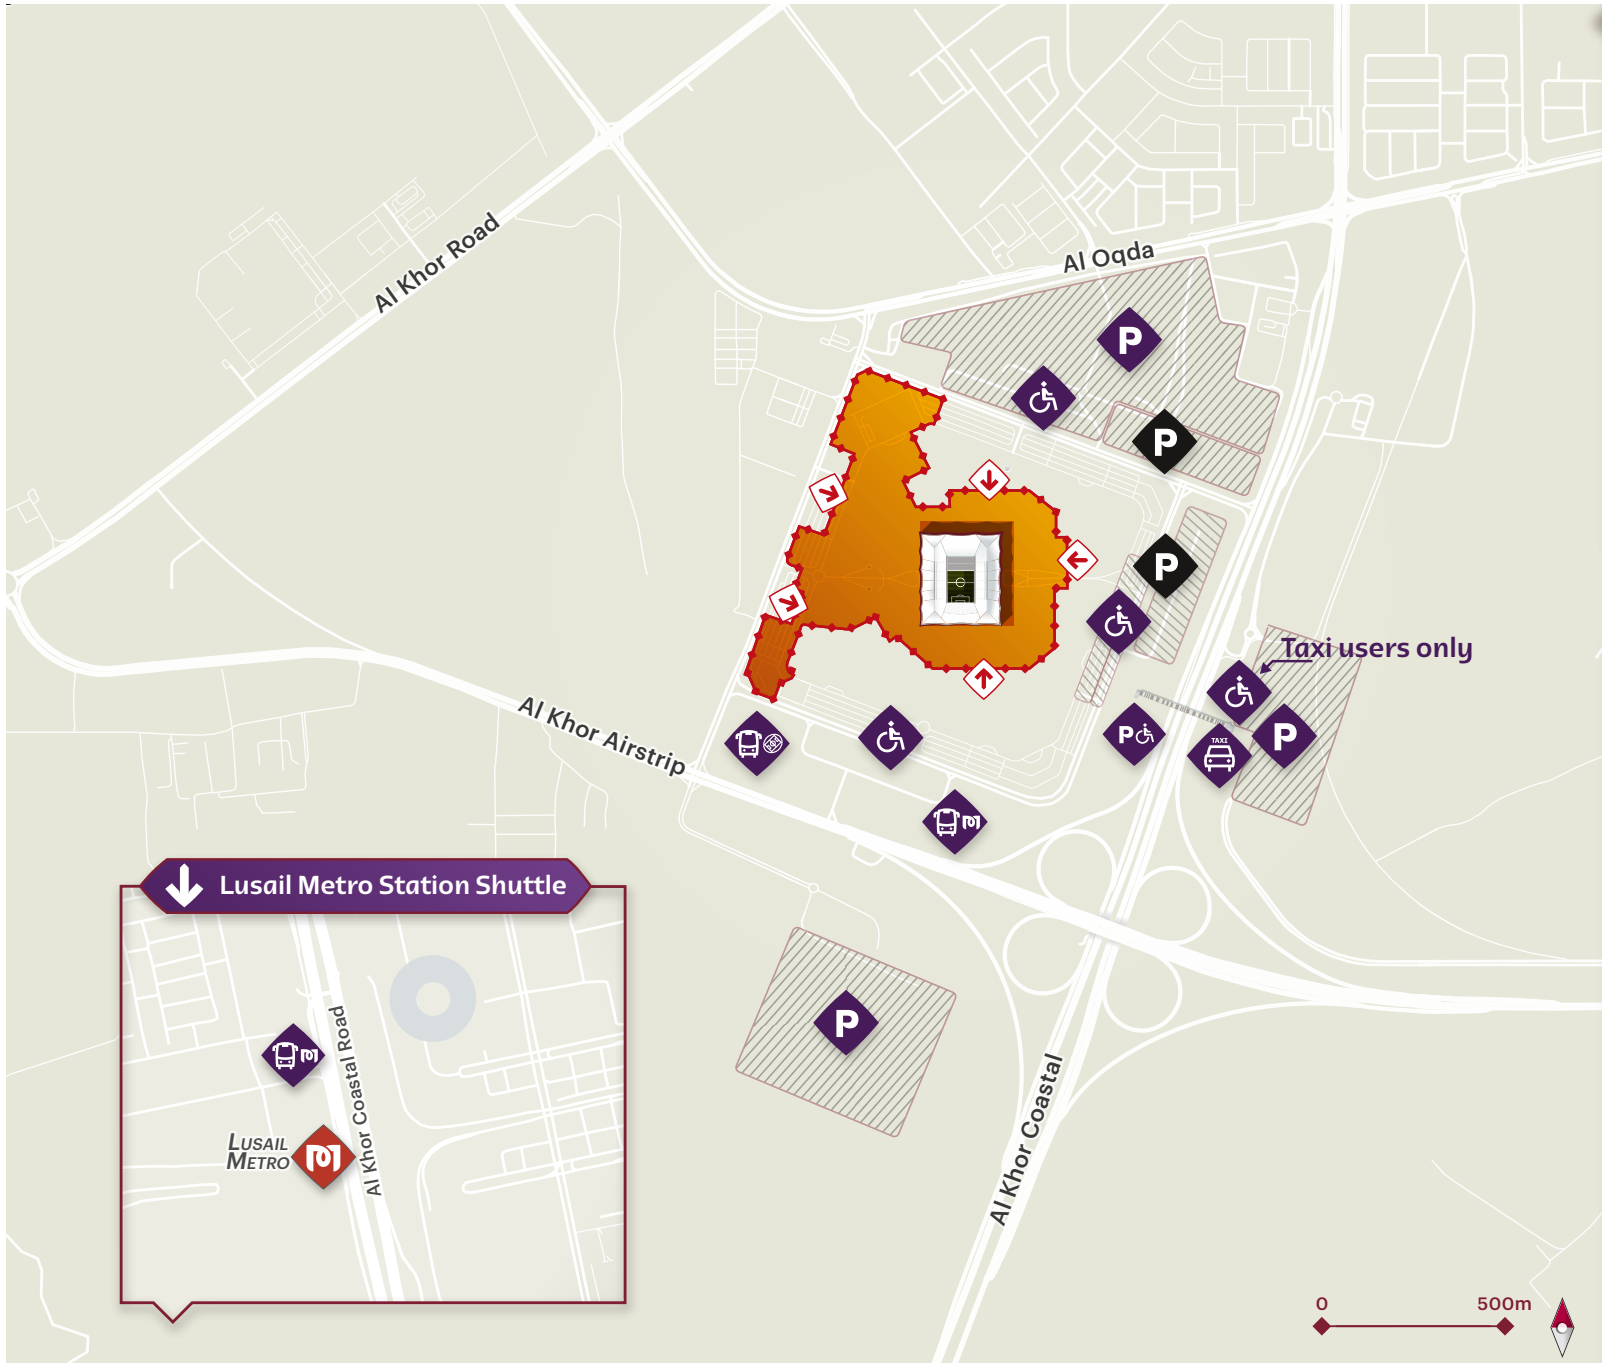 Al Khor Road
Al Oqda
P
P
P
Taxi users only
P
TAXI
P
Al Khor Airstrip
Lusail Metro Station Shuttle
P
Al Khor Coastal Road
LUSAIL
METRO
Al Khor Coastal
0
500m